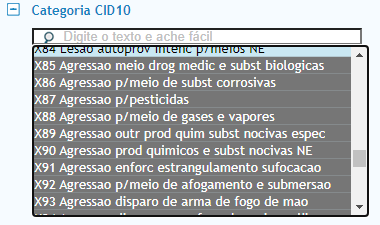 Categoria CID10
Digite o texto e ache fácil
X84 Lesao autoprov intenc p/meios NE
X85 Agressao meio drog medic e subst biologicas
X86 Agressao p/meio de subst corrosivas
X87 Agressao p/pesticidas
X88 Agressao p/meio de gases e vapores
X89 Agressao outr prod quim subst nocivas espec
X90 Agressao prod quimicos e subst nocivas NE
X91 Agressao enforc estrangulamento sufocacao
X92 Agressao p/meio de afogamento e submersao
X93 Agressao disparo de arma de fogo de mao